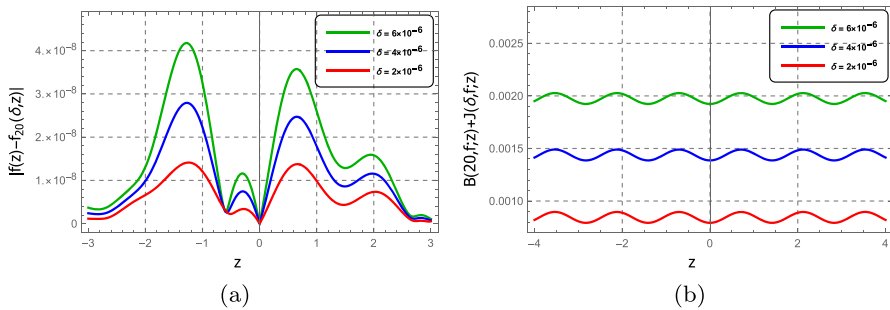 |f(z)−f₂₀(δ,z)|
4.×10⁻⁸
3.×10⁻⁸
2.×10⁻⁸
1.×10⁻⁸
0
−3 −2 −1 0 1 2 3
z
δ = 6×10⁻⁶
δ = 4×10⁻⁶
δ = 2×10⁻⁶
(a)
B(20,f;z)+J(δ,f;z)
0.0025
0.0020
0.0015
0.0010
−4 −2 0 2 4
z
δ = 6×10⁻⁶
δ = 4×10⁻⁶
δ = 2×10⁻⁶
(b)